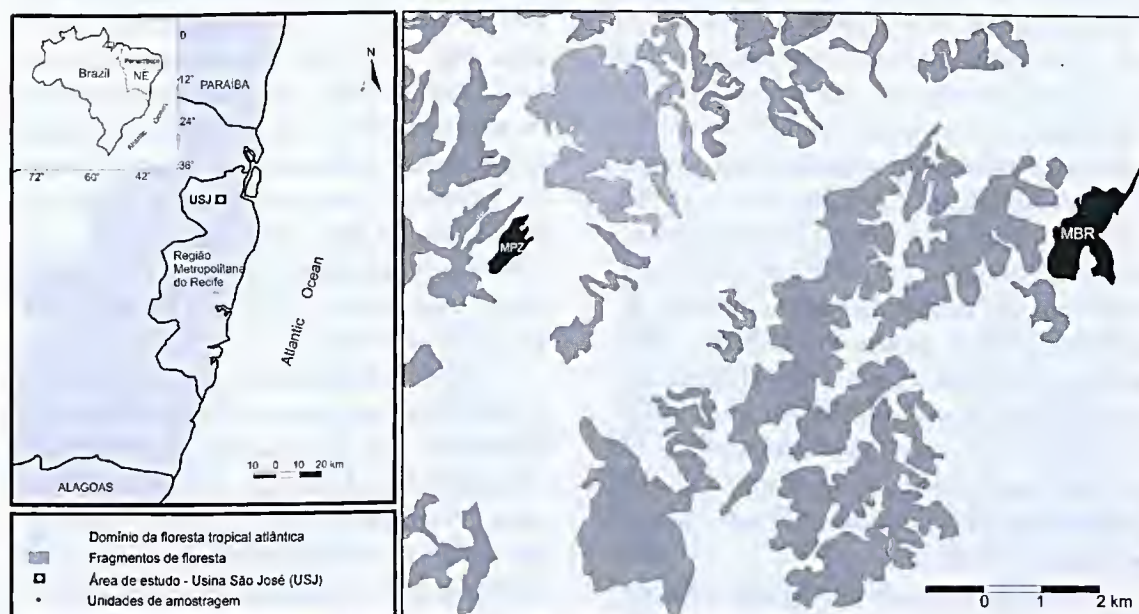 Brazil
NE
0
12°
24°
36°
72°
60°
42°
PARAÍBA
N
USJ
Região
Metropolitana
do Recife
Atlantic Ocean
10 0 10 20 km
ALAGOAS
Domínio da floresta tropical atlântica
Fragmentos de floresta
Área de estudo - Usina São José (USJ)
Unidades de amostragem
MPZ
MBR
0 1 2 km